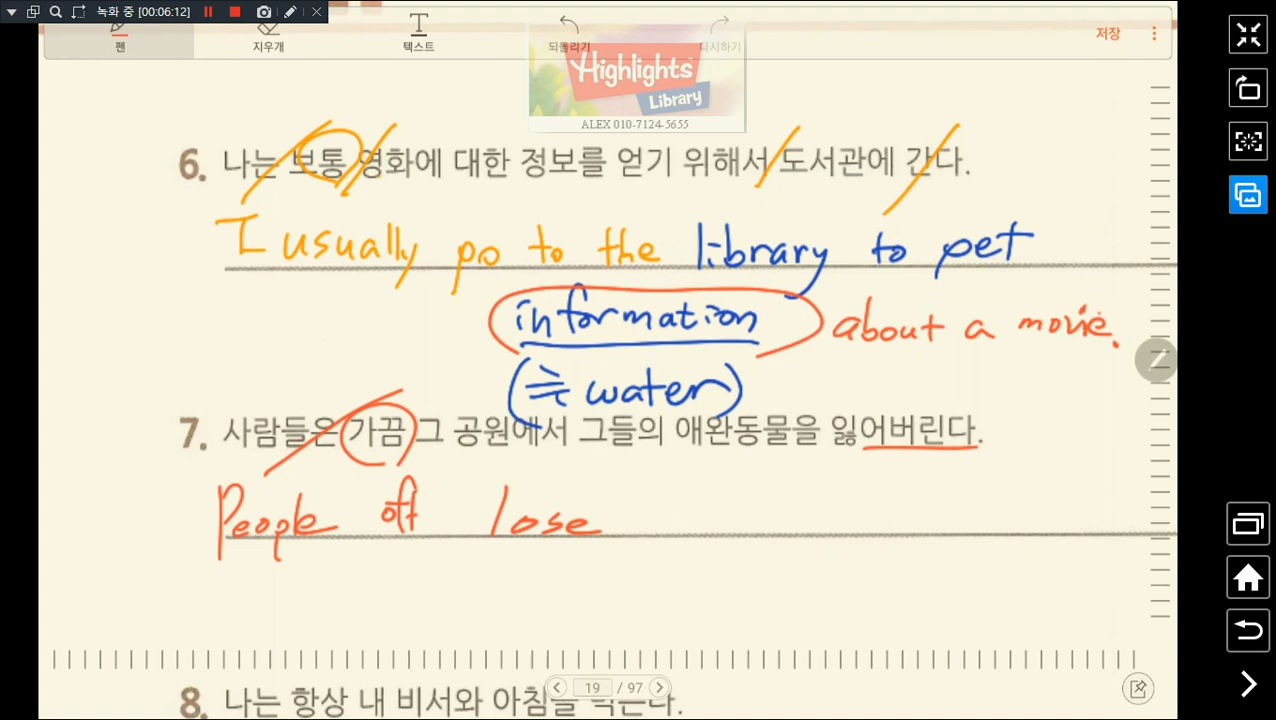 녹화 중 [00:06:12]
펜 지우개 텍스트 되돌리기 다시하기 저장
Highlights
Library
ALEX 010-7124-5655
6. 나는 보통 영화에 대한 정보를 얻기 위해서 도서관에 간다.
I usually go to the library to get
information about a movie.
(≒ water)
7. 사람들은 가끔 그 공원에서 그들의 애완동물을 잃어버린다.
People oft lose
19 / 97
8. 나는 항상 내 비서와 아침을 먹는다.